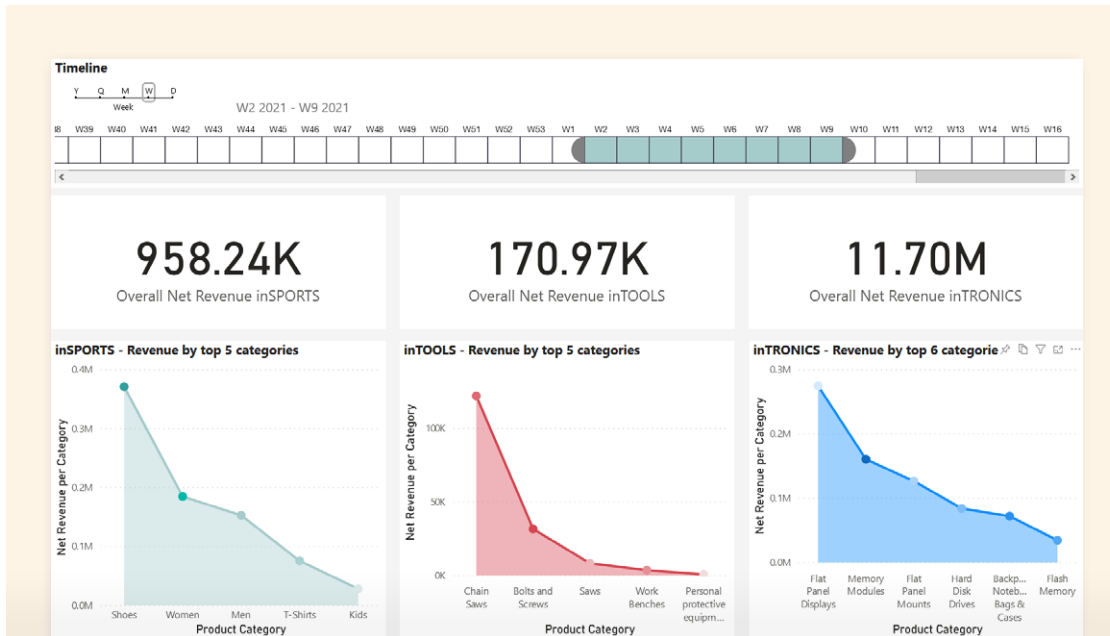 Timeline
Y Q M W D
Week
W2 2021 - W9 2021
W39 W40 W41 W42 W43 W44 W45 W46 W47 W48 W49 W50 W51 W52 W53 W1 W2 W3 W4 W5 W6 W7 W8 W9 W10 W11 W12 W13 W14 W15 W16
958.24K
Overall Net Revenue inSPORTS
170.97K
Overall Net Revenue inTOOLS
11.70M
Overall Net Revenue inTRONICS
inSPORTS - Revenue by top 5 categories
Net Revenue per Category
0.4M
0.3M
0.2M
0.1M
0.0M
Shoes Women Men T-Shirts Kids
Product Category
inTOOLS - Revenue by top 5 categories
Net Revenue per Category
100K
50K
0K
Chain Saws
Bolts and Screws
Saws
Work Benches
Personal protective equipm...
Product Category
inTRONICS - Revenue by top 6 categorie
Net Revenue per Category
0.3M
0.2M
0.1M
0.0M
Flat Panel Displays
Memory Modules
Flat Panel Mounts
Hard Disk Drives
Backp... Noteb... Bags & Cases
Flash Memory
Product Category